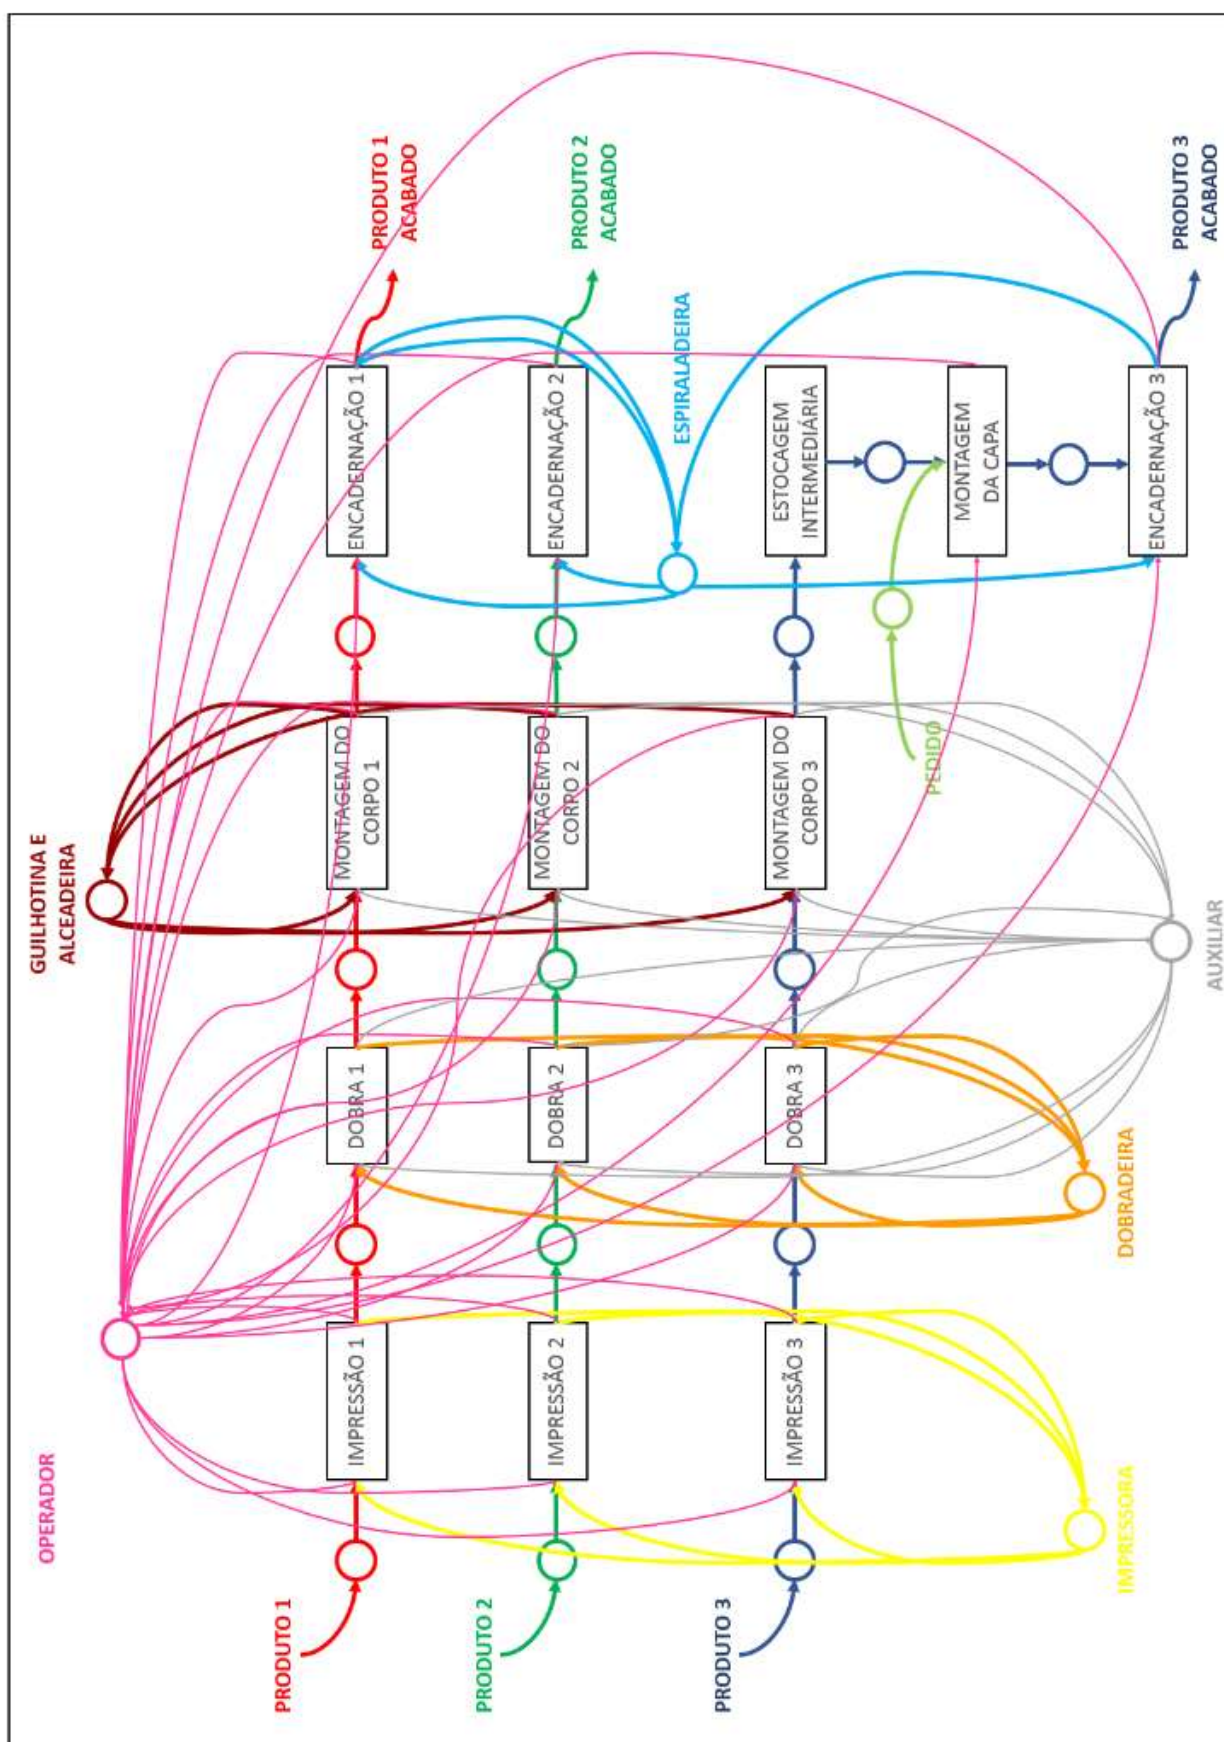 OPERADOR
GUILHOTINA E
ALCEADEIRA
PRODUTO 1
IMPRESSÃO 1
DOBRA 1
MONTAGEM DO
CORPO 1
ENCADERNAÇÃO 1
PRODUTO 1
ACABADO
PRODUTO 2
IMPRESSÃO 2
DOBRA 2
MONTAGEM DO
CORPO 2
ENCADERNAÇÃO 2
PRODUTO 2
ACABADO
ESPIRALADEIRA
PRODUTO 3
IMPRESSÃO 3
DOBRA 3
MONTAGEM DO
CORPO 3
ESTOCAGEM
INTERMEDIÁRIA
PEDIDO
MONTAGEM
DA CAPA
IMPRESSORA
DOBRADEIRA
AUXILIAR
ENCADERNAÇÃO 3
PRODUTO 3
ACABADO